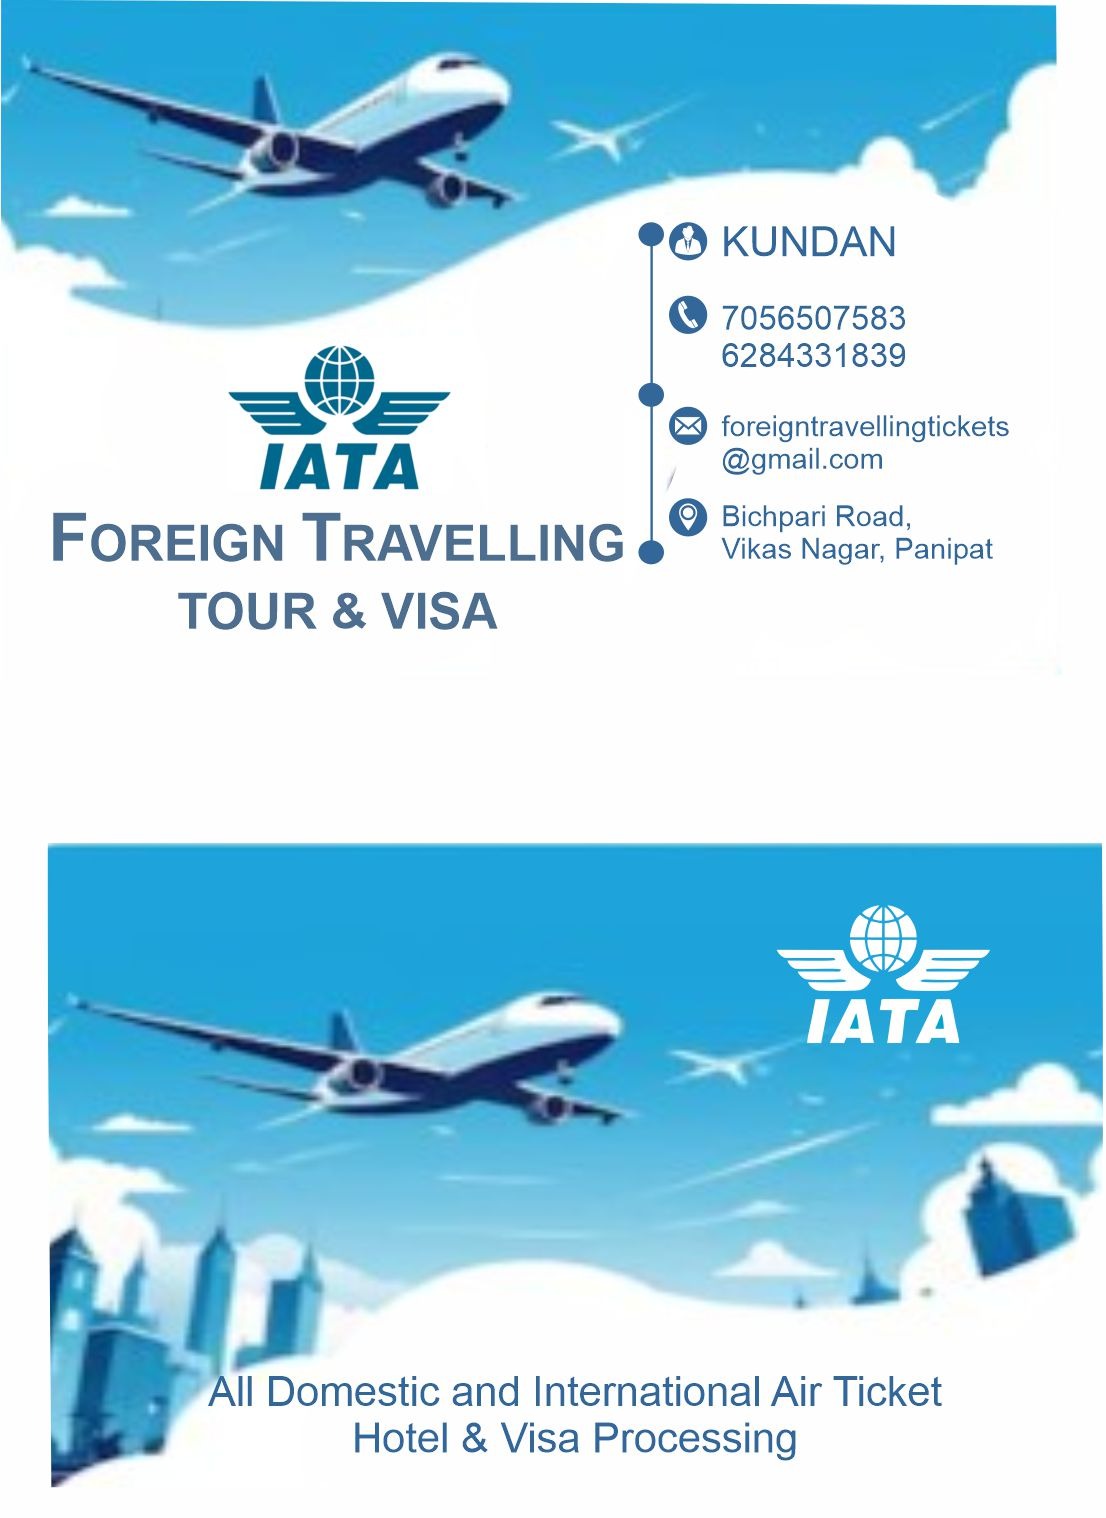 KUNDAN
7056507583
6284331839
foreigntravellingtickets
@gmail.com
Bichpari Road,
Vikas Nagar, Panipat
IATA
FOREIGN TRAVELLING
TOUR & VISA
IATA
All Domestic and International Air Ticket
Hotel & Visa Processing